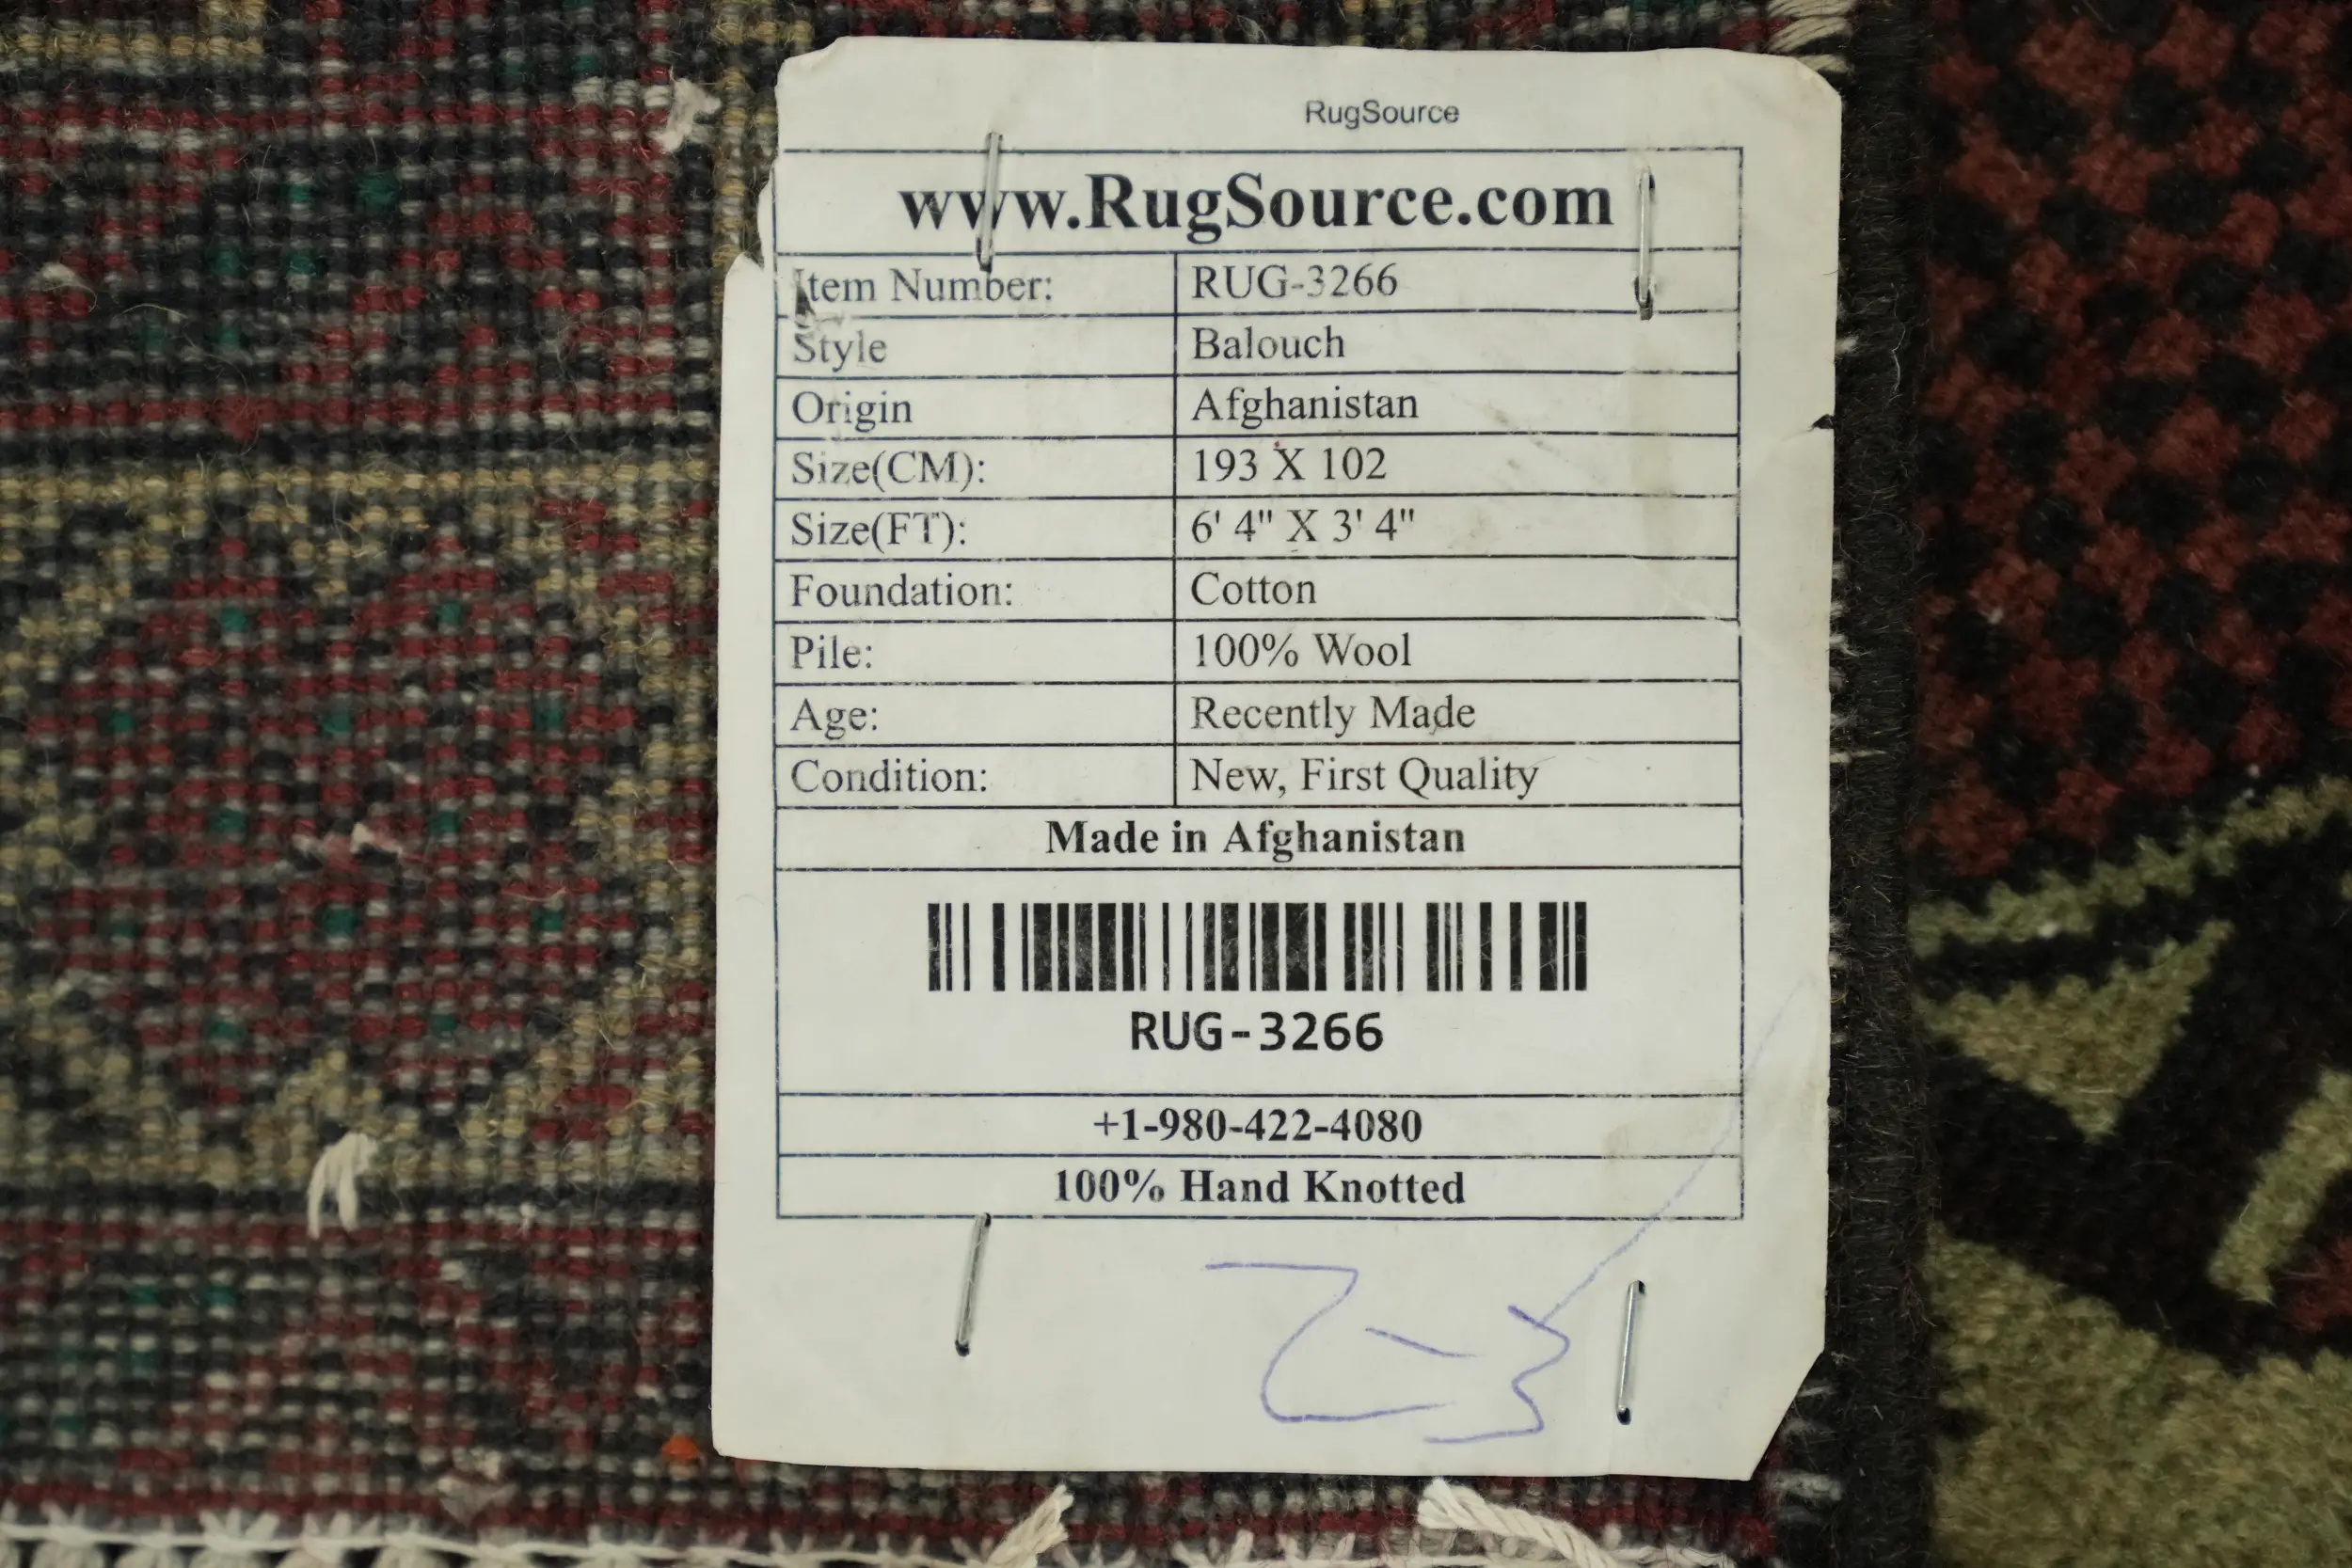 RugSource
www.RugSource.com
Item Number: RUG-3266
Style Balouch
Origin Afghanistan
Size(CM): 193 X 102
Size(FT): 6' 4" X 3' 4"
Foundation: Cotton
Pile: 100% Wool
Age: Recently Made
Condition: New, First Quality
Made in Afghanistan
RUG-3266
+1-980-422-4080
100% Hand Knotted
Z-3